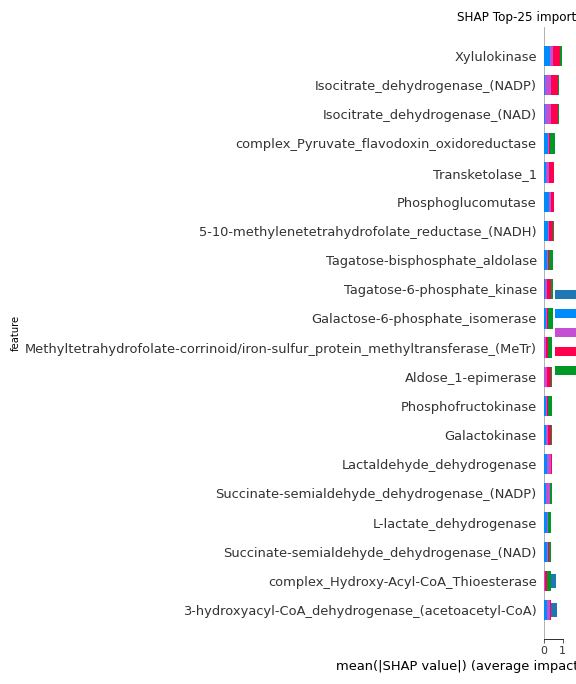 SHAP Top-25 import
Xylulokinase
Isocitrate_dehydrogenase_(NADP)
Isocitrate_dehydrogenase_(NAD)
complex_Pyruvate_flavodoxin_oxidoreductase
Transketolase_1
Phosphoglucomutase
5-10-methylenetetrahydrofolate_reductase_(NADH)
Tagatose-bisphosphate_aldolase
Tagatose-6-phosphate_kinase
Galactose-6-phosphate_isomerase
feature
Methyltetrahydrofolate-corrinoid/iron-sulfur_protein_methyltransferase_(MeTr)
Aldose_1-epimerase
Phosphofructokinase
Galactokinase
Lactaldehyde_dehydrogenase
Succinate-semialdehyde_dehydrogenase_(NADP)
L-lactate_dehydrogenase
Succinate-semialdehyde_dehydrogenase_(NAD)
complex_Hydroxy-Acyl-CoA_Thioesterase
3-hydroxyacyl-CoA_dehydrogenase_(acetoacetyl-CoA)
0 1
mean(|SHAP value|) (average impact